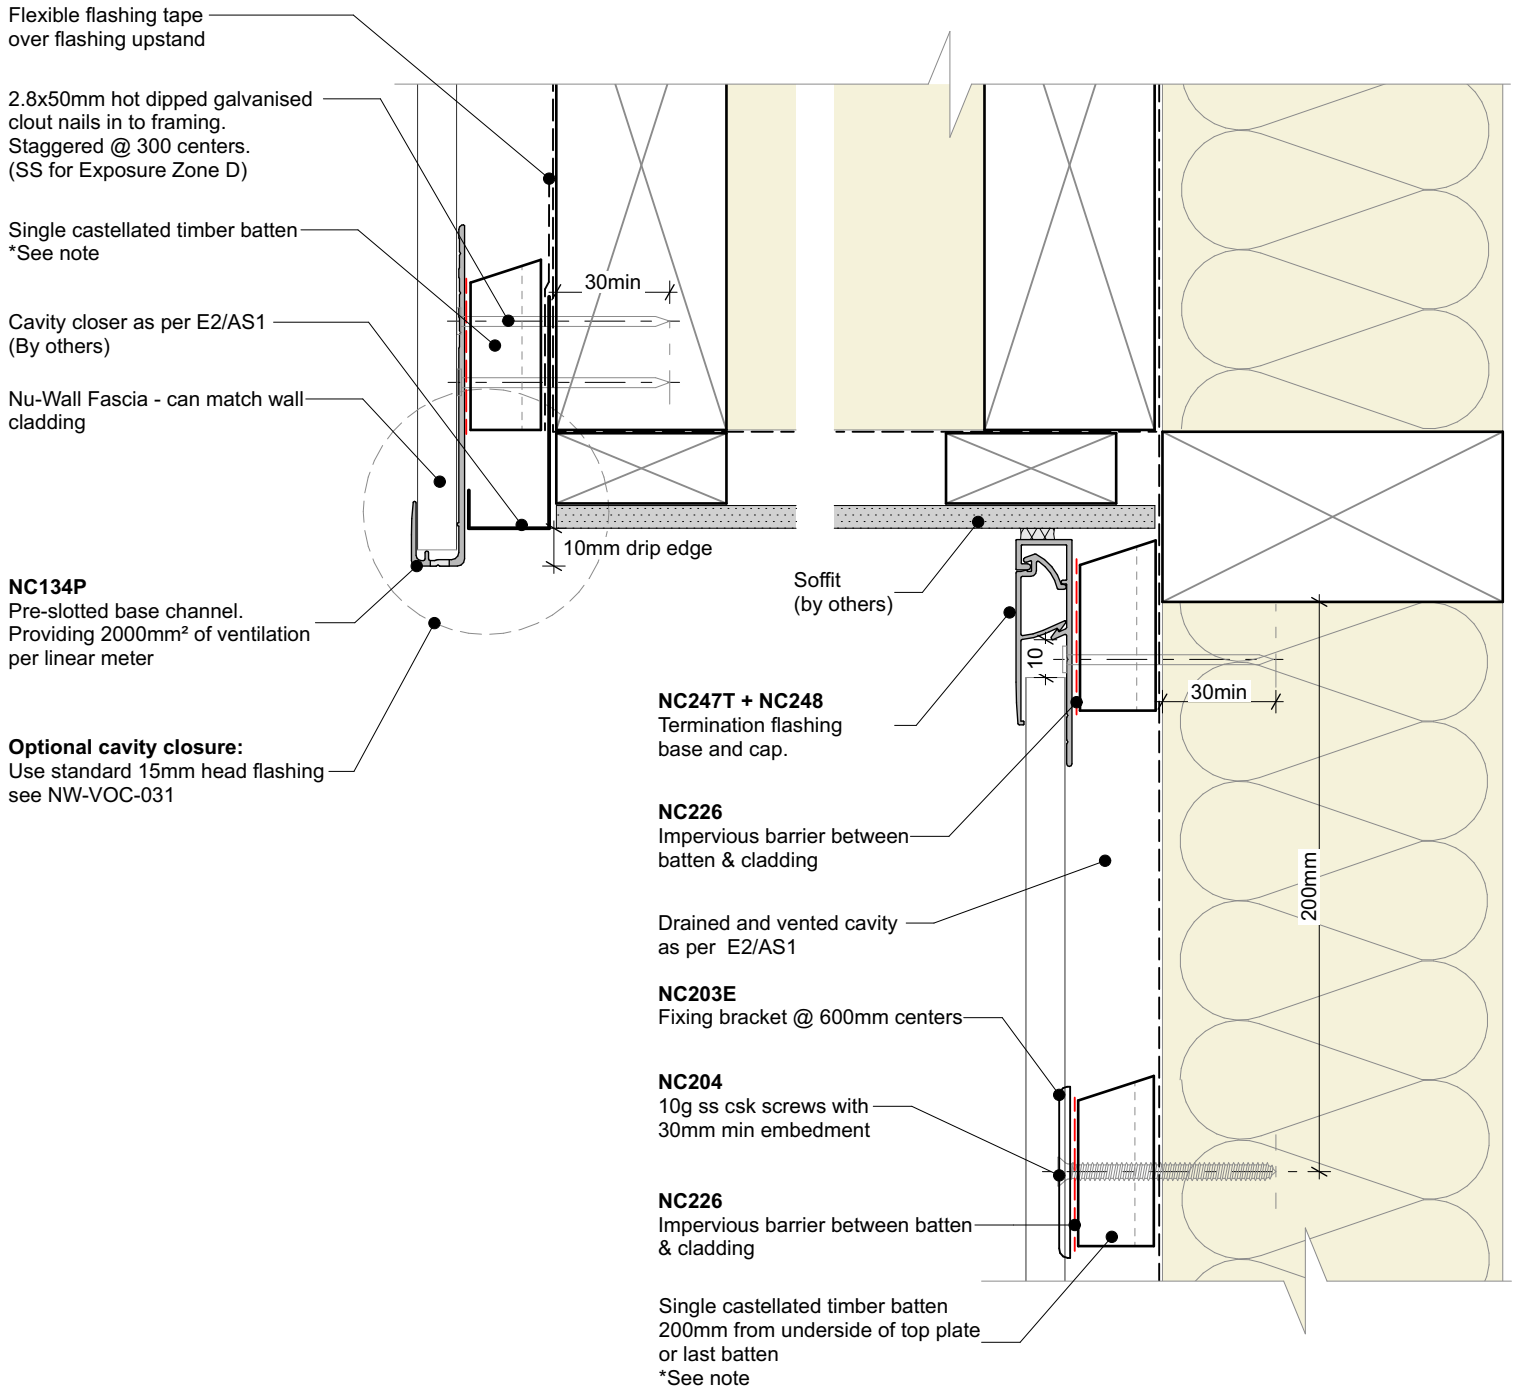 Flexible flashing tape
over flashing upstand
2.8x50mm hot dipped galvanised
clout nails in to framing.
Staggered @ 300 centers.
(SS for Exposure Zone D)
Single castellated timber batten
*See note
Cavity closer as per E2/AS1
(By others)
Nu-Wall Fascia - can match wall
cladding
NC134P
Pre-slotted base channel.
Providing 2000mm² of ventilation
per linear meter
Optional cavity closure:
Use standard 15mm head flashing
see NW-VOC-031
30min
10mm drip edge
Soffit
(by others)
10
30min
200mm
NC247T + NC248
Termination flashing
base and cap.
NC226
Impervious barrier between
batten & cladding
Drained and vented cavity
as per E2/AS1
NC203E
Fixing bracket @ 600mm centers
NC204
10g ss csk screws with
30mm min embedment
NC226
Impervious barrier between batten
& cladding
Single castellated timber batten
200mm from underside of top plate
or last batten
*See note